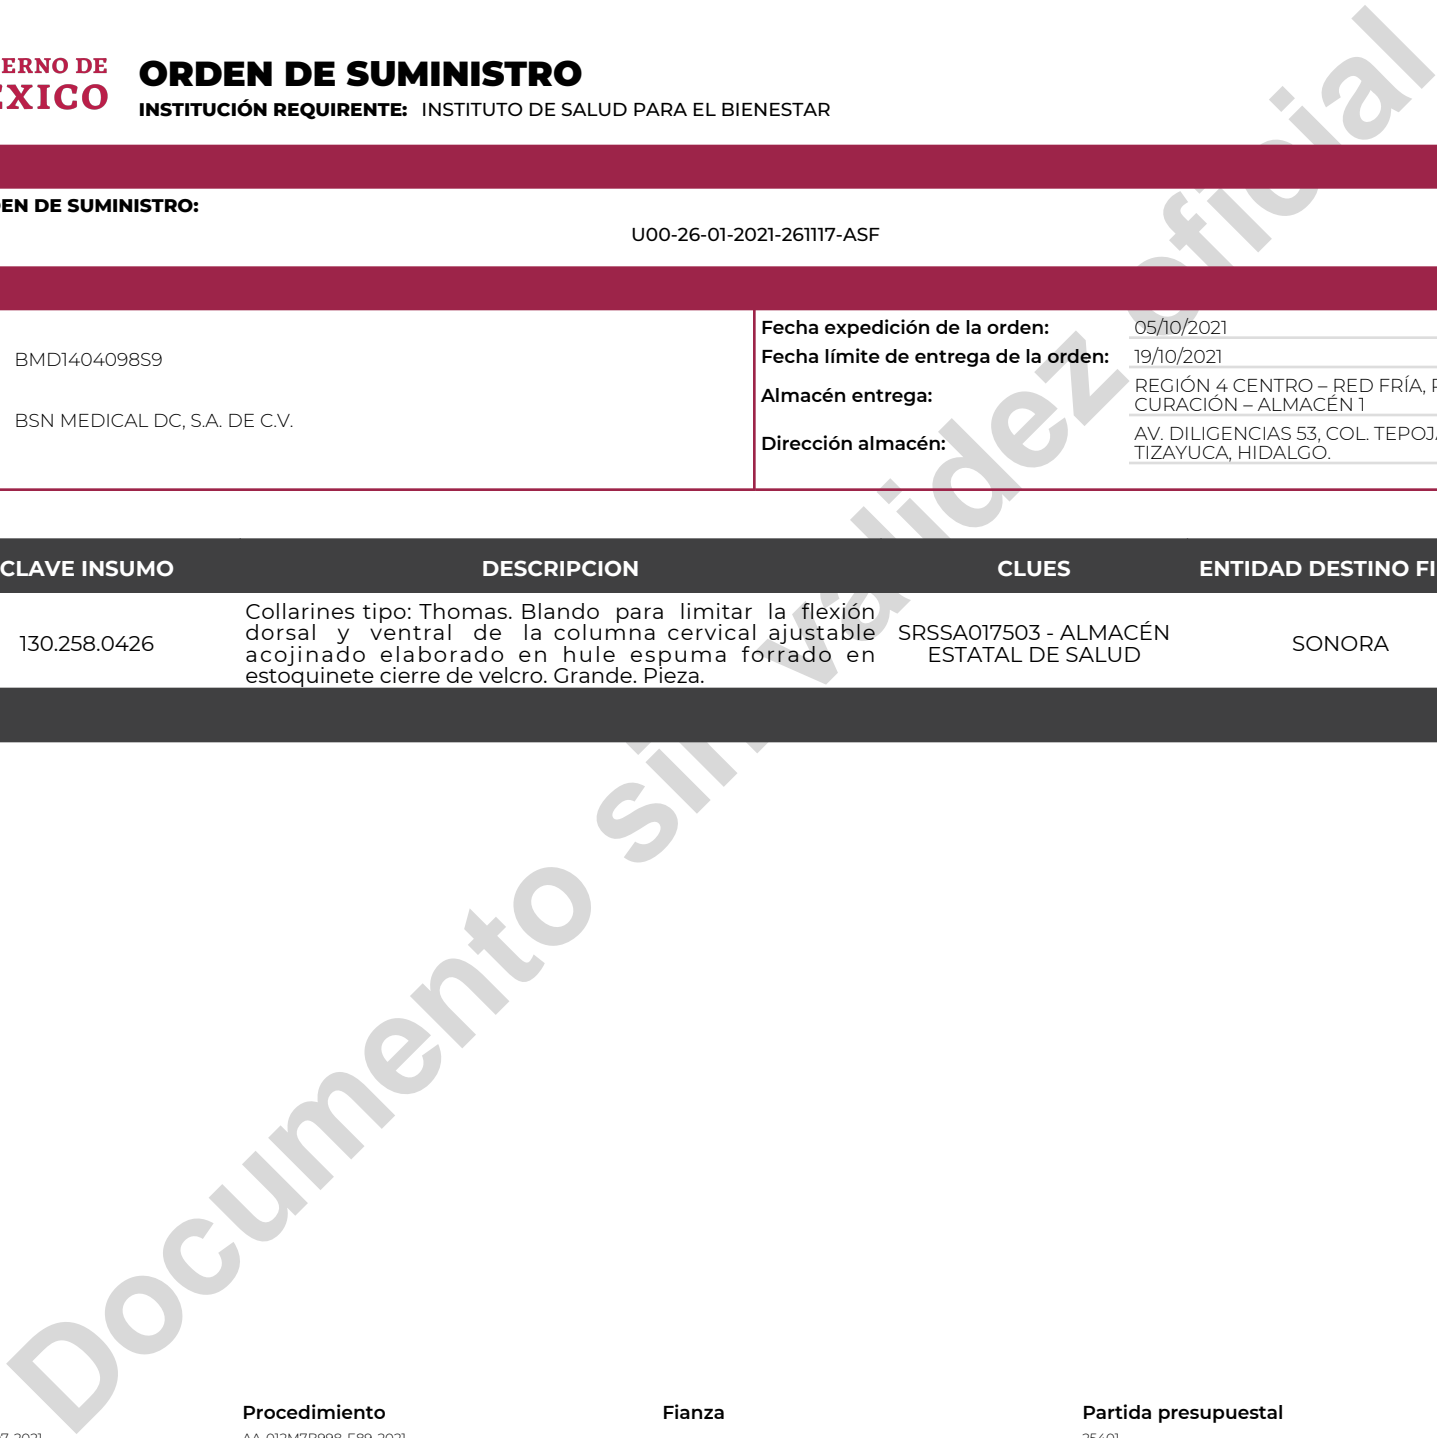 ERNO DE
EXICO
ORDEN DE SUMINISTRO
INSTITUCIÓN REQUIRENTE: INSTITUTO DE SALUD PARA EL BIENESTAR
EN DE SUMINISTRO:
U00-26-01-2021-261117-ASF
BMD1404098S9
BSN MEDICAL DC, S.A. DE C.V.
Fecha expedición de la orden: 05/10/2021
Fecha límite de entrega de la orden: 19/10/2021
Almacén entrega: REGIÓN 4 CENTRO – RED FRÍA,
CURACIÓN – ALMACÉN 1
Dirección almacén: AV. DILIGENCIAS 53, COL. TEPOJ
TIZAYUCA, HIDALGO.
CLAVE INSUMO DESCRIPCION CLUES ENTIDAD DESTINO FI
130.258.0426
Collarines tipo: Thomas. Blando para limitar la flexión
dorsal y ventral de la columna cervical ajustable
acojinado elaborado en hule espuma forrado en
estoquinete cierre de velcro. Grande. Pieza.
SRSSA017503 - ALMACÉN
ESTATAL DE SALUD
SONORA
Documento sin validez oficial
Procedimiento Fianza Partida presupuestal